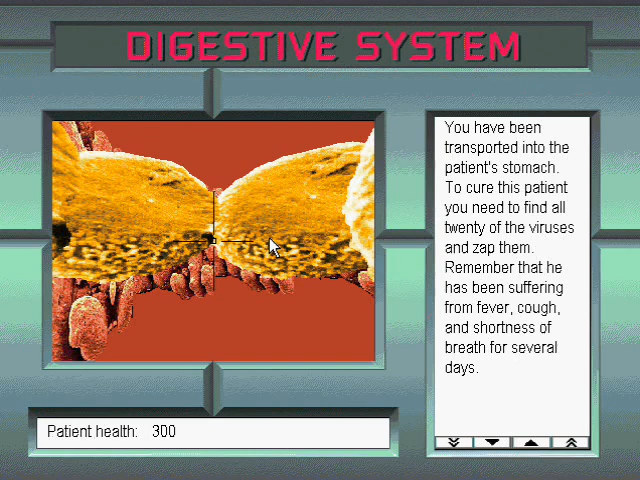 DIGESTIVE SYSTEM
You have been
transported into the
patient's stomach.
To cure this patient
you need to find all
twenty of the viruses
and zap them.
Remember that he
has been suffering
from fever, cough,
and shortness of
breath for several
days.
Patient health: 300